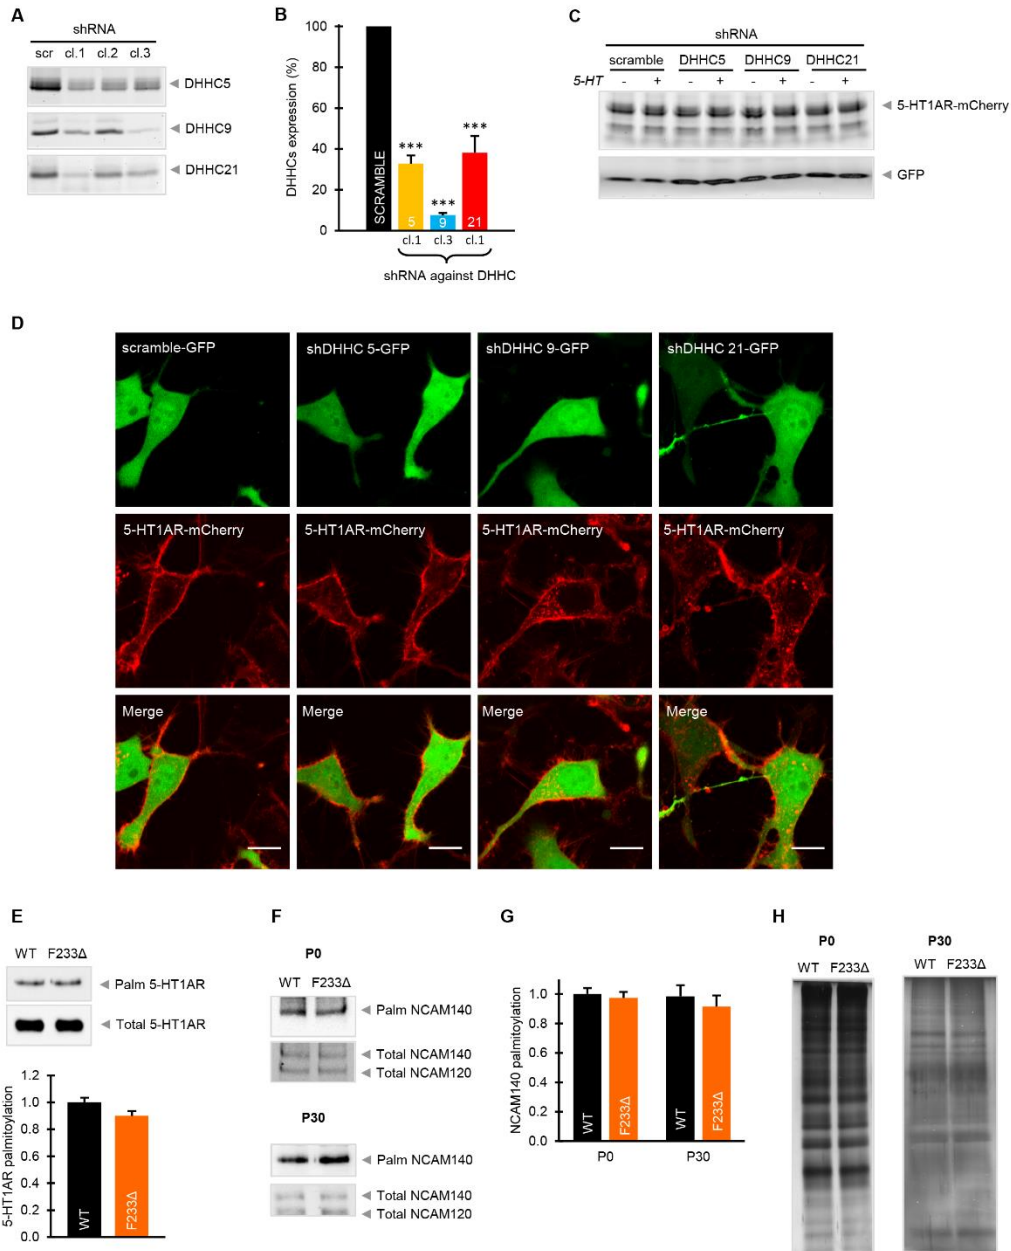 A
shRNA
scr cl.1 cl.2 cl.3
DHHC5
DHHC9
DHHC21
B
DHHCs expression (%)
100
80
60
40
20
0
SCRAMBLE
***
***
***
5
9
21
cl.1 cl.3 cl.1
shRNA against DHHC
C
shRNA
scramble DHHC5 DHHC9 DHHC21
5-HT - + - + - + - +
5-HT1AR-mCherry
GFP
D
scramble-GFP
shDHHC 5-GFP
shDHHC 9-GFP
shDHHC 21-GFP
5-HT1AR-mCherry
5-HT1AR-mCherry
5-HT1AR-mCherry
5-HT1AR-mCherry
Merge
Merge
Merge
Merge
E
WT F233Δ
Palm 5-HT1AR
Total 5-HT1AR
5-HT1AR palmitoylation
1.2
1.0
0.8
0.6
0.4
0.2
0.0
WT
F233Δ
F
P0
WT F233Δ
Palm NCAM140
Total NCAM140
Total NCAM120
P30
Palm NCAM140
Total NCAM140
Total NCAM120
G
NCAM140 palmitoylation
1.0
0.8
0.6
0.4
0.2
0.0
WT
F233Δ
WT
F233Δ
P0
P30
H
P0
WT F233Δ
P30
WT F233Δ